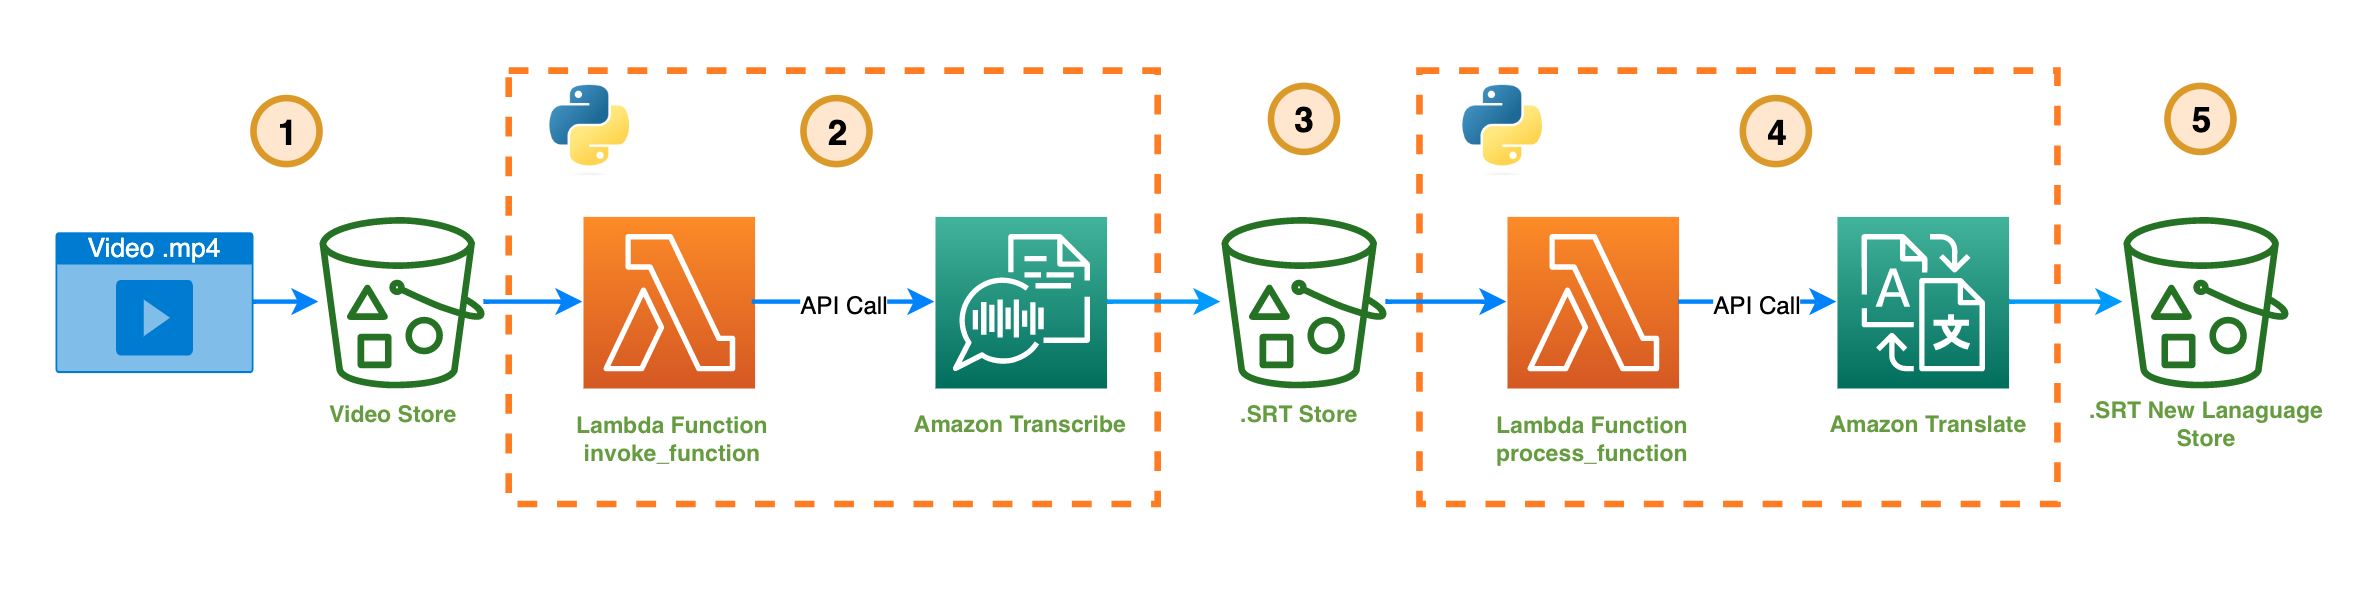 1
2
3
4
5
Video .mp4
API Call
API Call
A
文
Video Store
Lambda Function
invoke_function
Amazon Transcribe
.SRT Store
Lambda Function
process_function
Amazon Translate
.SRT New Lanaguage
Store